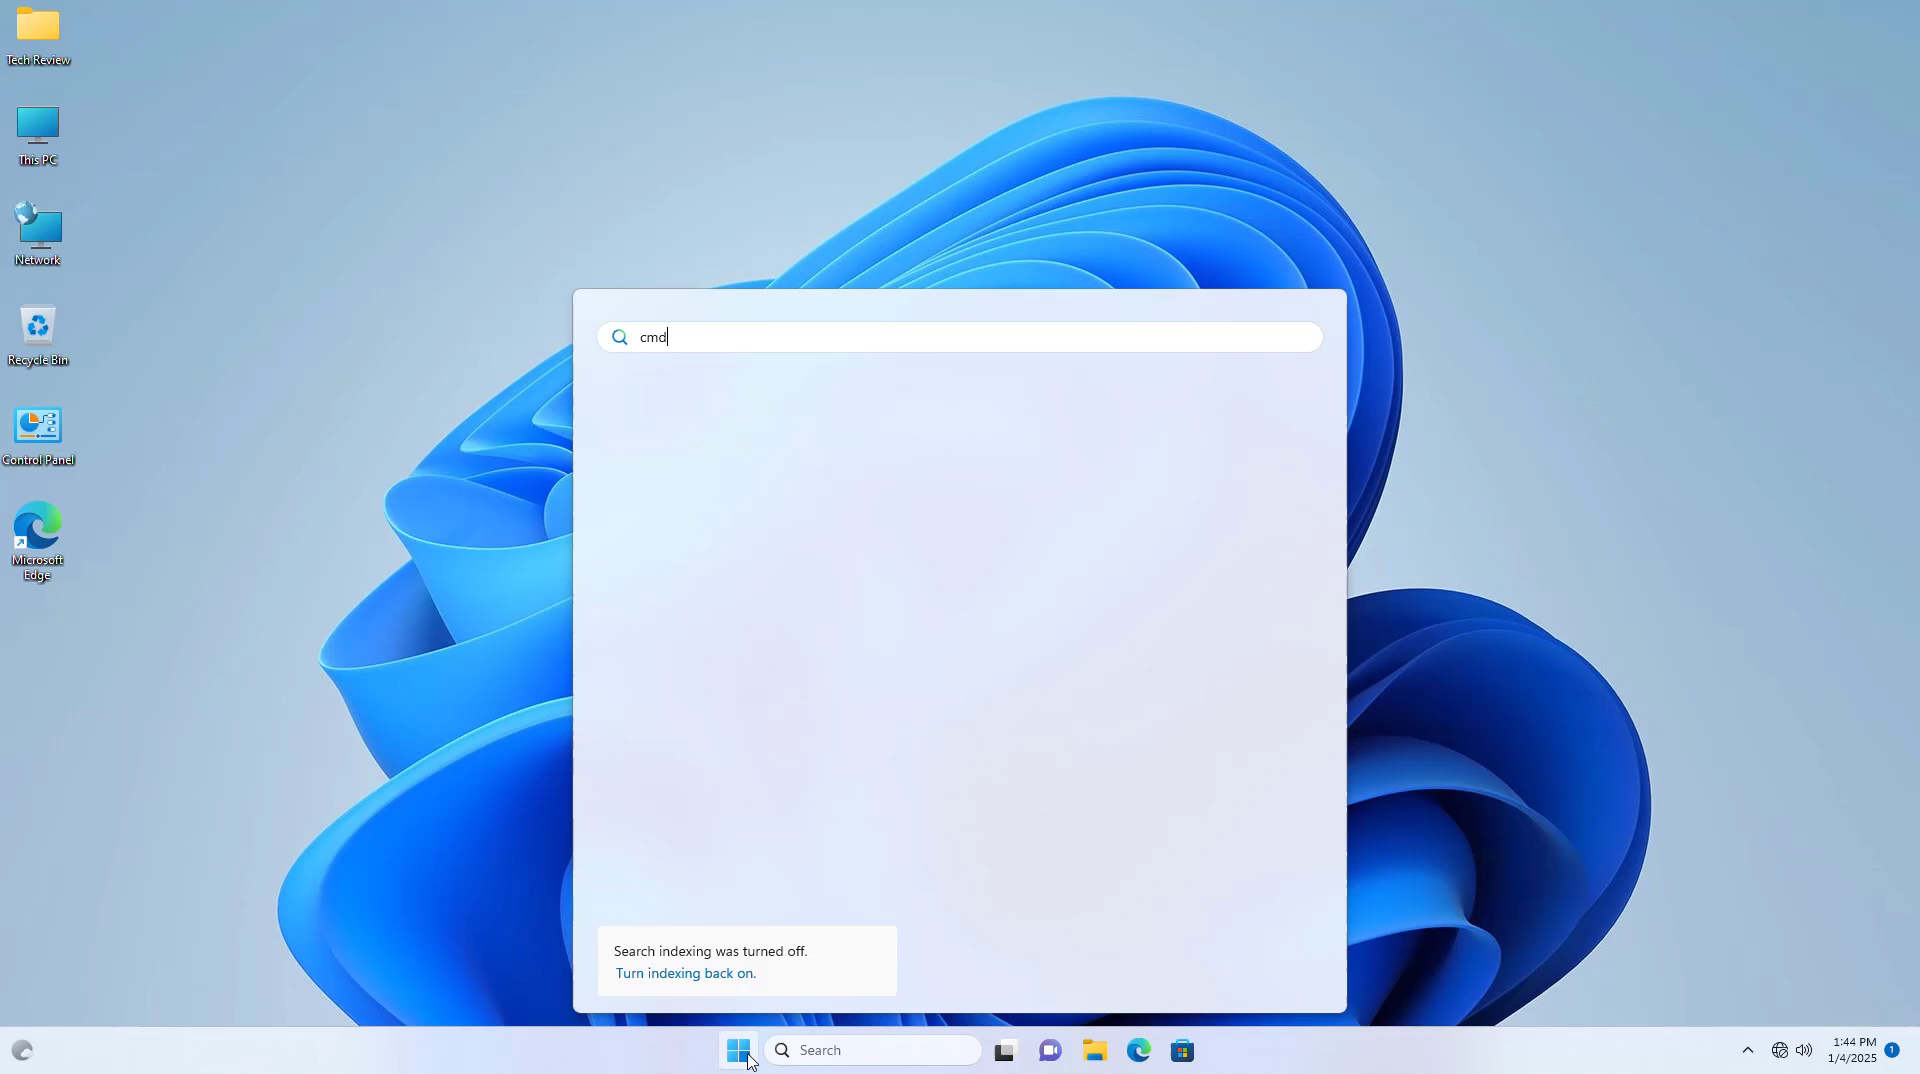 Tech Review
This PC
Network
Recycle Bin
Control Panel
Microsoft
Edge
cmd
Search indexing was turned off.
Turn indexing back on.
Search
1:44 PM
1/4/2025
1